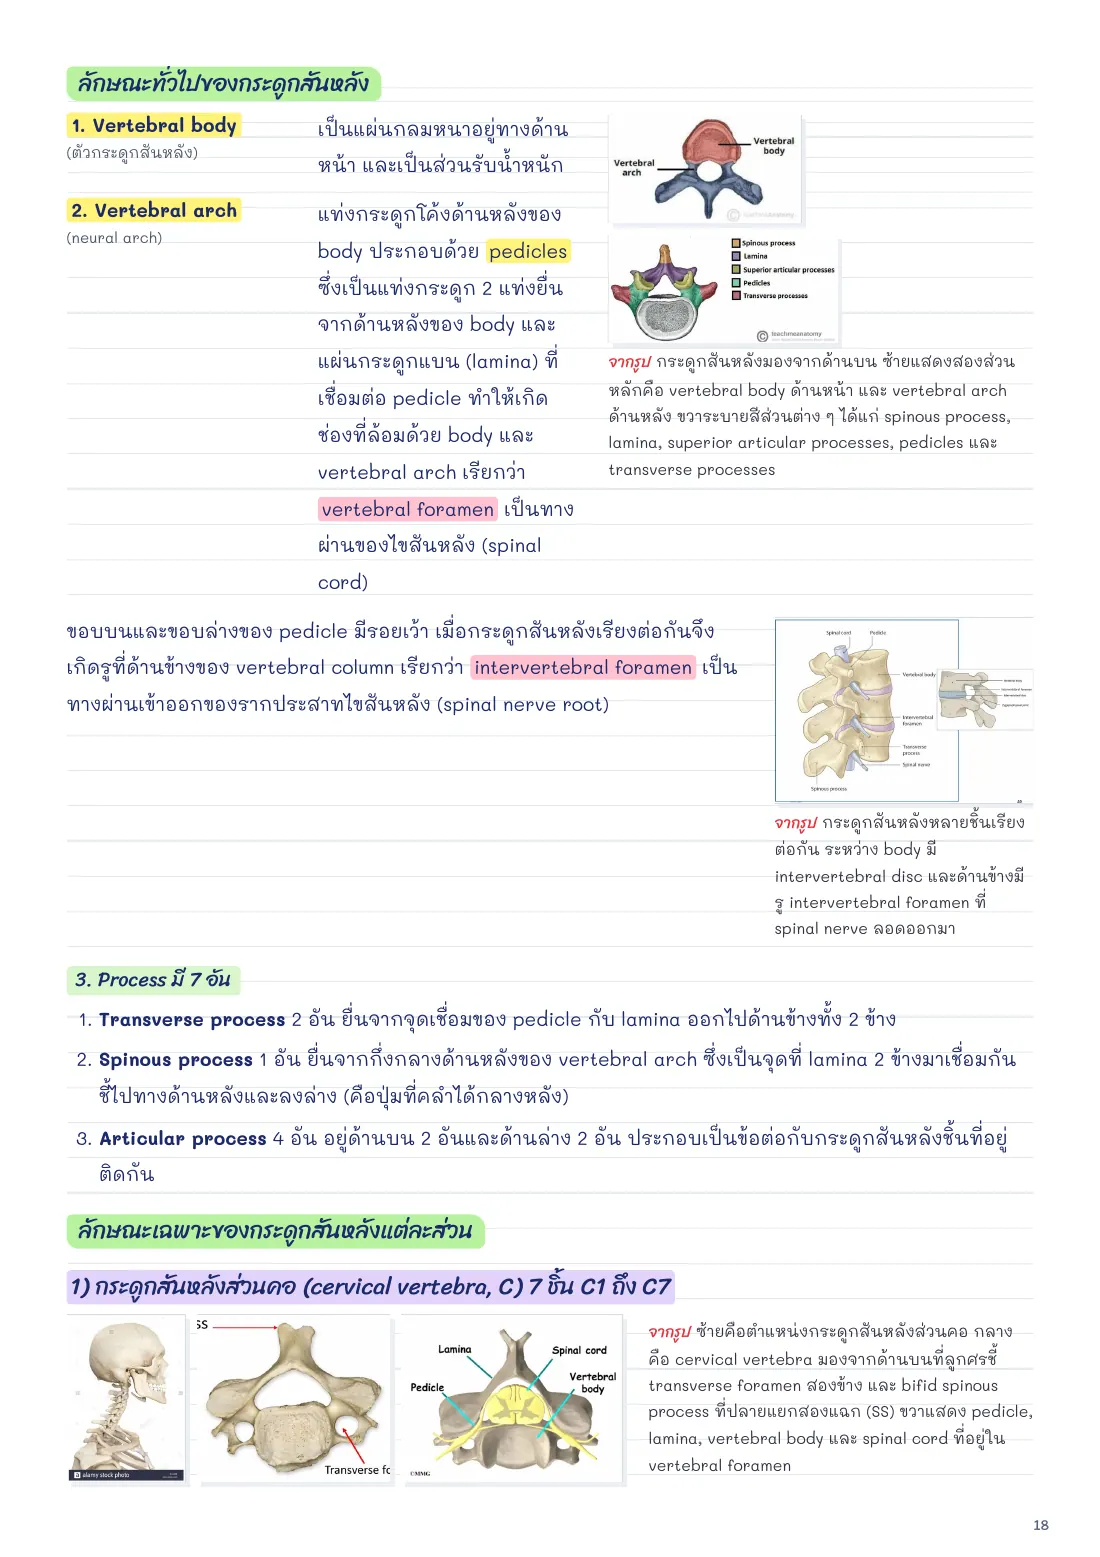 ลักษณะทั่วไปของกระดูกสันหลัง
1. Vertebral body
(ตัวกระดูกสันหลัง)
เป็นแผ่นกลมหนาอยู่ทางด้าน
หน้า และเป็นส่วนรับน้ำหนัก
Vertebral body
Vertebral arch
teachmeanatomy
2. Vertebral arch
(neural arch)
แท่งกระดูกโค้งด้านหลังของ
body ประกอบด้วย pedicles
ซึ่งเป็นแท่งกระดูก 2 แท่งยื่น
จากด้านหลังของ body และ
แผ่นกระดูกแบน (lamina) ที่
เชื่อมต่อ pedicle ทำให้เกิด
ช่องที่ล้อมด้วย body และ
vertebral arch เรียกว่า
vertebral foramen เป็นทาง
ผ่านของไขสันหลัง (spinal
cord)
Spinous process
Lamina
Superior articular processes
Pedicles
Transverse processes
© teachmeanatomy
จากรูป กระดูกสันหลังมองจากด้านบน ซ้ายแสดงสองส่วน
หลักคือ vertebral body ด้านหน้า และ vertebral arch
ด้านหลัง ขวาระบายสีส่วนต่าง ๆ ได้แก่ spinous process,
lamina, superior articular processes, pedicles และ
transverse processes
ขอบบนและขอบล่างของ pedicle มีรอยเว้า เมื่อกระดูกสันหลังเรียงต่อกันจึง
เกิดรูที่ด้านข้างของ vertebral column เรียกว่า intervertebral foramen เป็น
ทางผ่านเข้าออกของรากประสาทไขสันหลัง (spinal nerve root)
Spinal cord
Pedicle
Vertebral body
Intervertebral
foramen
Transverse
process
Spinal nerve
Spinous process
จากรูป กระดูกสันหลังหลายชิ้นเรียง
ต่อกัน ระหว่าง body มี
intervertebral disc และด้านข้างมี
รู intervertebral foramen ที่
spinal nerve ลอดออกมา
3. Process มี 7 อัน
1. Transverse process 2 อัน ยื่นจากจุดเชื่อมของ pedicle กับ lamina ออกไปด้านข้างทั้ง 2 ข้าง
2. Spinous process 1 อัน ยื่นจากกึ่งกลางด้านหลังของ vertebral arch ซึ่งเป็นจุดที่ lamina 2 ข้างมาเชื่อมกัน
ชี้ไปทางด้านหลังและลงล่าง (คือปุ่มที่คลำได้กลางหลัง)
3. Articular process 4 อัน อยู่ด้านบน 2 อันและด้านล่าง 2 อัน ประกอบเป็นข้อต่อกับกระดูกสันหลังชิ้นที่อยู่
ติดกัน
ลักษณะเฉพาะของกระดูกสันหลังแต่ละส่วน
1) กระดูกสันหลังส่วนคอ (cervical vertebra, C) 7 ชิ้น C1 ถึง C7
a alamy stock photo
SS
Transverse fo
Lamina
Spinal cord
Pedicle
Vertebral
body
©MMG
จากรูป ซ้ายคือตำแหน่งกระดูกสันหลังส่วนคอ กลาง
คือ cervical vertebra มองจากด้านบนที่ลูกศรชี้
transverse foramen สองข้าง และ bifid spinous
process ที่ปลายแยกสองแฉก (SS) ขวาแสดง pedicle,
lamina, vertebral body และ spinal cord ที่อยู่ใน
vertebral foramen
18